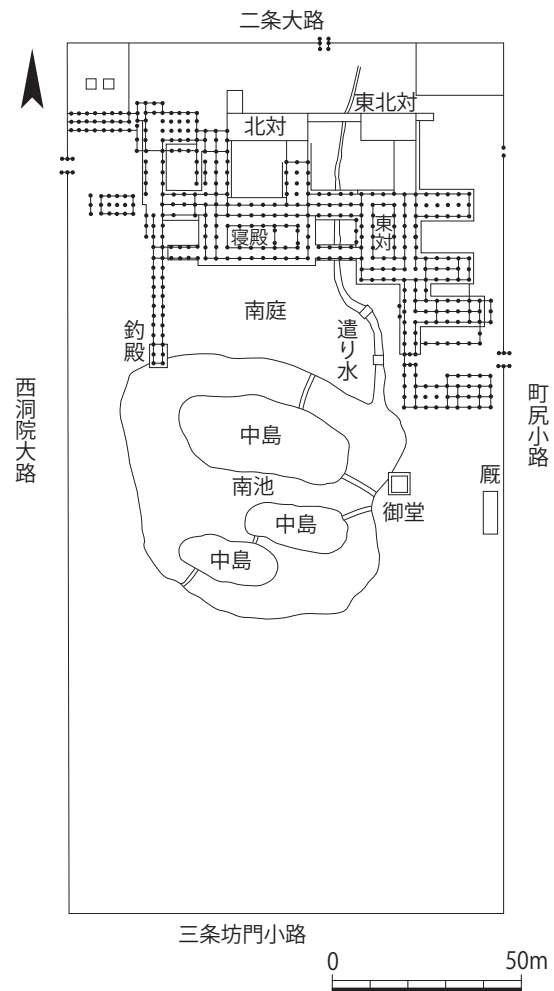 二条大路
東北対
北対
寝殿
東対
南庭
釣殿
遣り水
西洞院大路
町尻小路
中島
南池
厩
御堂
中島
中島
三条坊門小路
0 50m